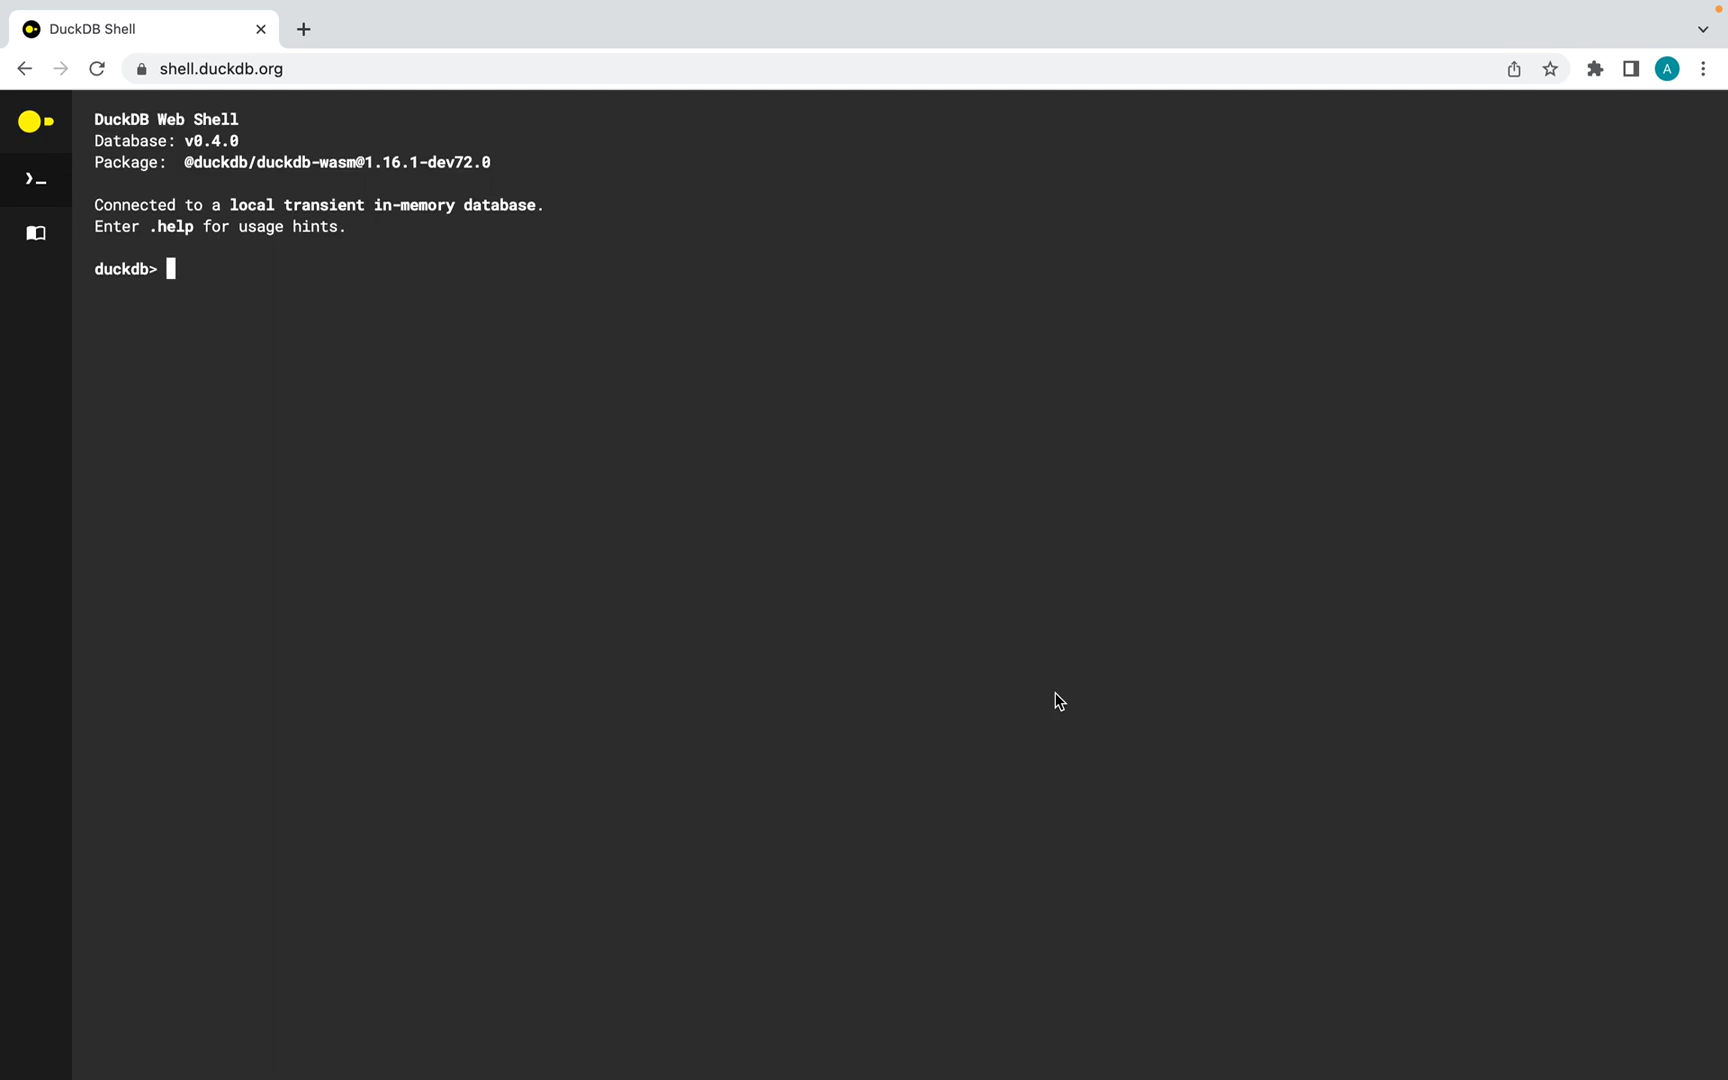 DuckDB Shell
shell.duckdb.org
A
DuckDB Web Shell
Database: v0.4.0
Package:  @duckdb/duckdb-wasm@1.16.1-dev72.0
Connected to a local transient in-memory database.
Enter .help for usage hints.
duckdb>